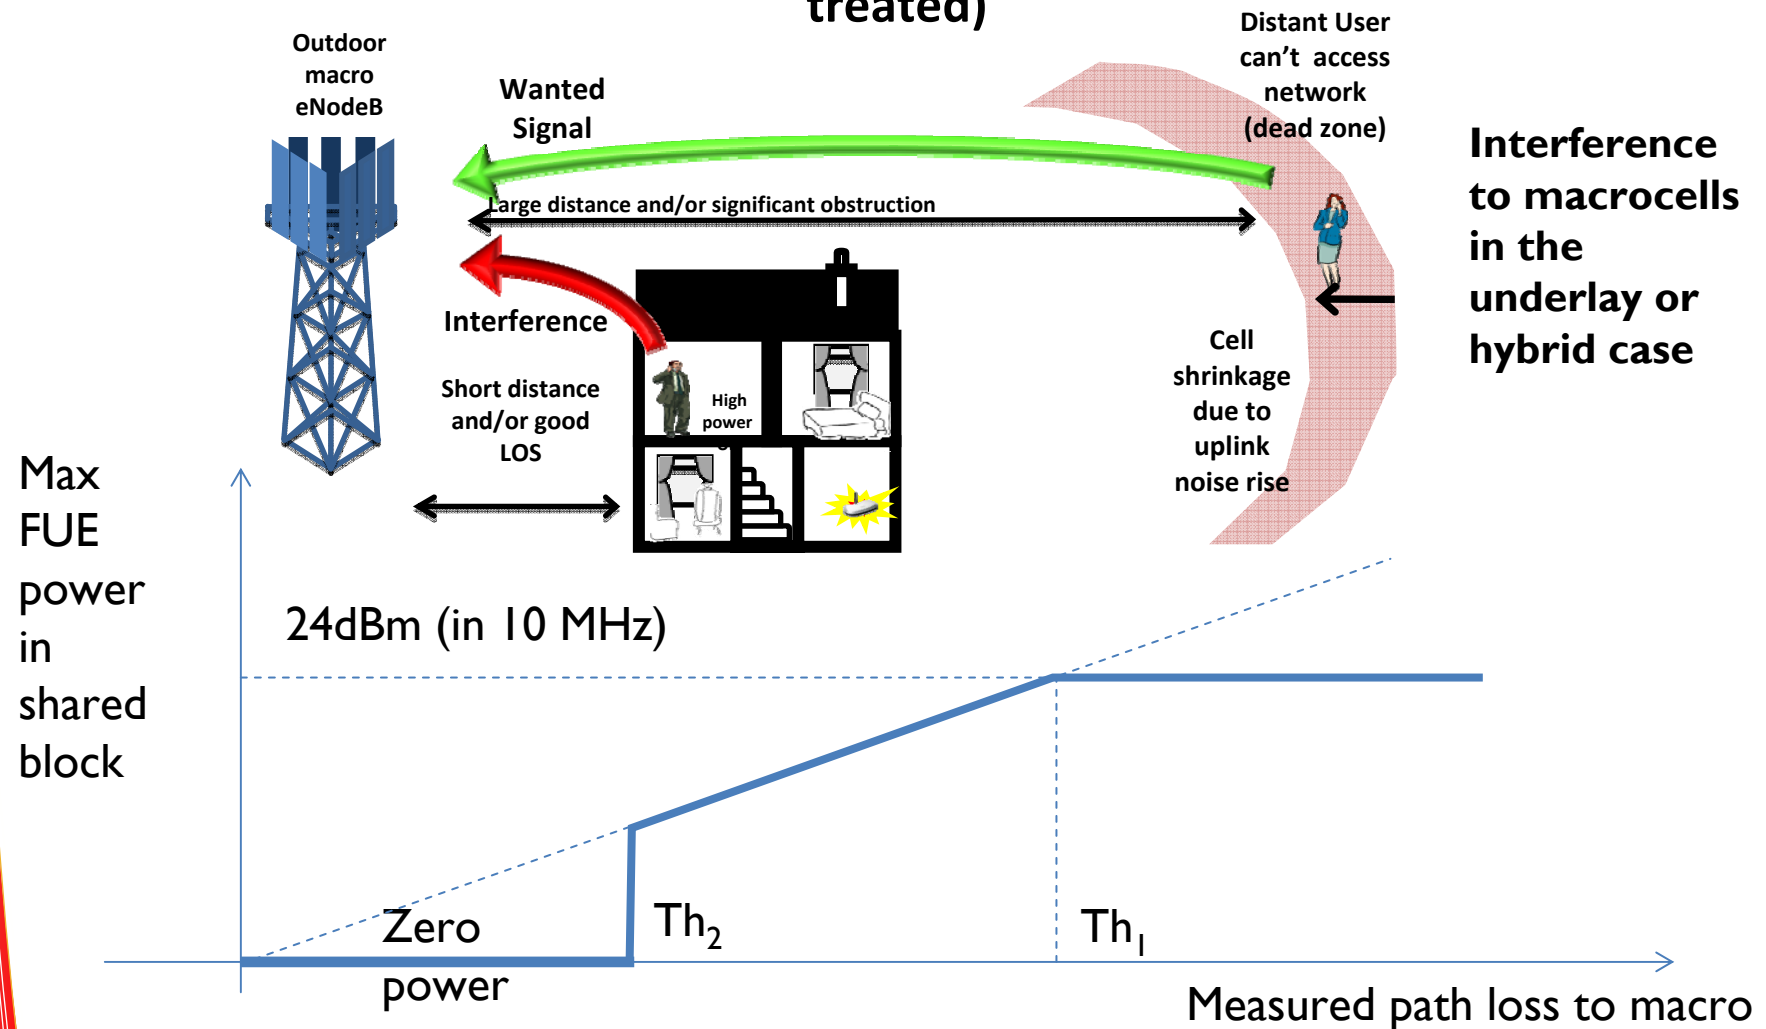 treated)
Outdoor
macro
eNodeB
Wanted
Signal
Distant User
can’t access
network
(dead zone)
Large distance and/or significant obstruction
Interference
to macrocells
in the
underlay or
hybrid case
Interference
Short distance
and/or good
LOS
High
power
Cell
shrinkage
due to
uplink
noise rise
Max
FUE
power
in
shared
block
24dBm (in 10 MHz)
Zero
power
Th2
Th1
Measured path loss to macro